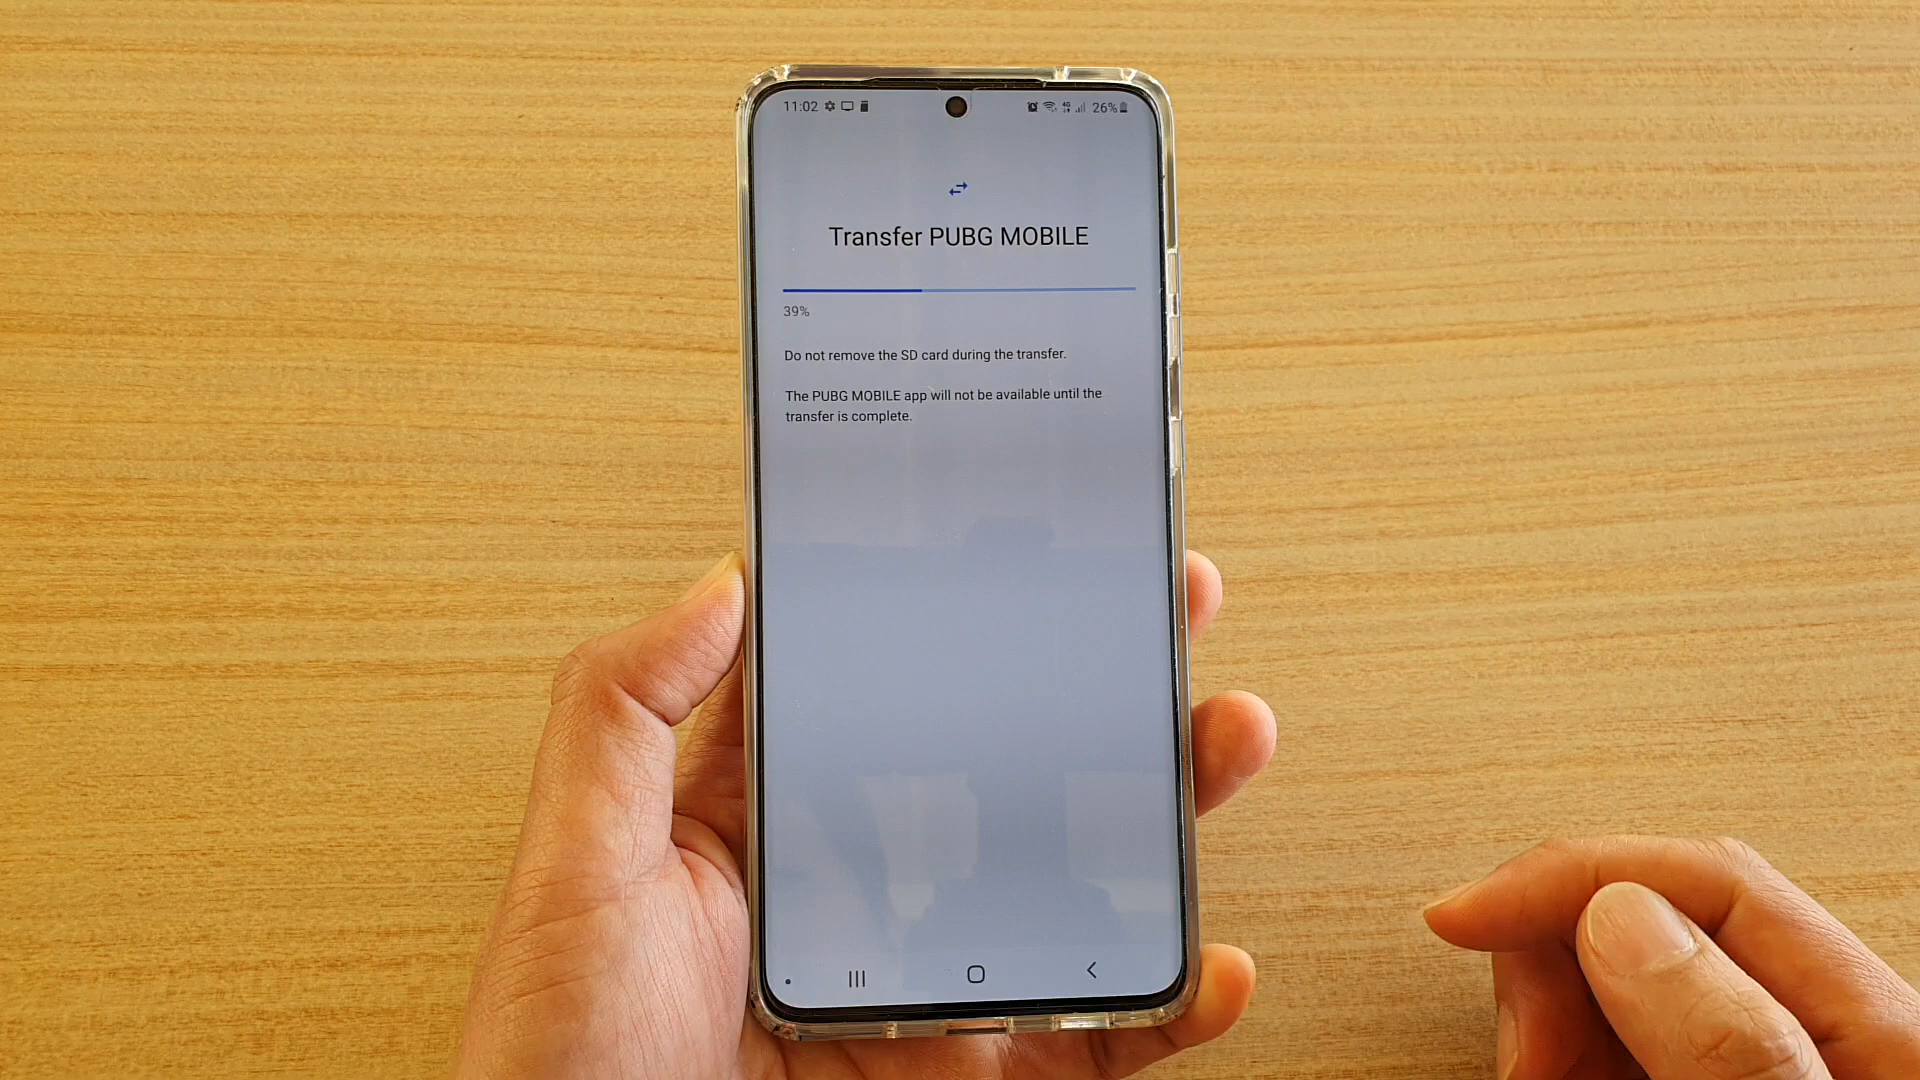 11:02 4G 26%
Transfer PUBG MOBILE
39%
Do not remove the SD card during the transfer.
The PUBG MOBILE app will not be available until the
transfer is complete.